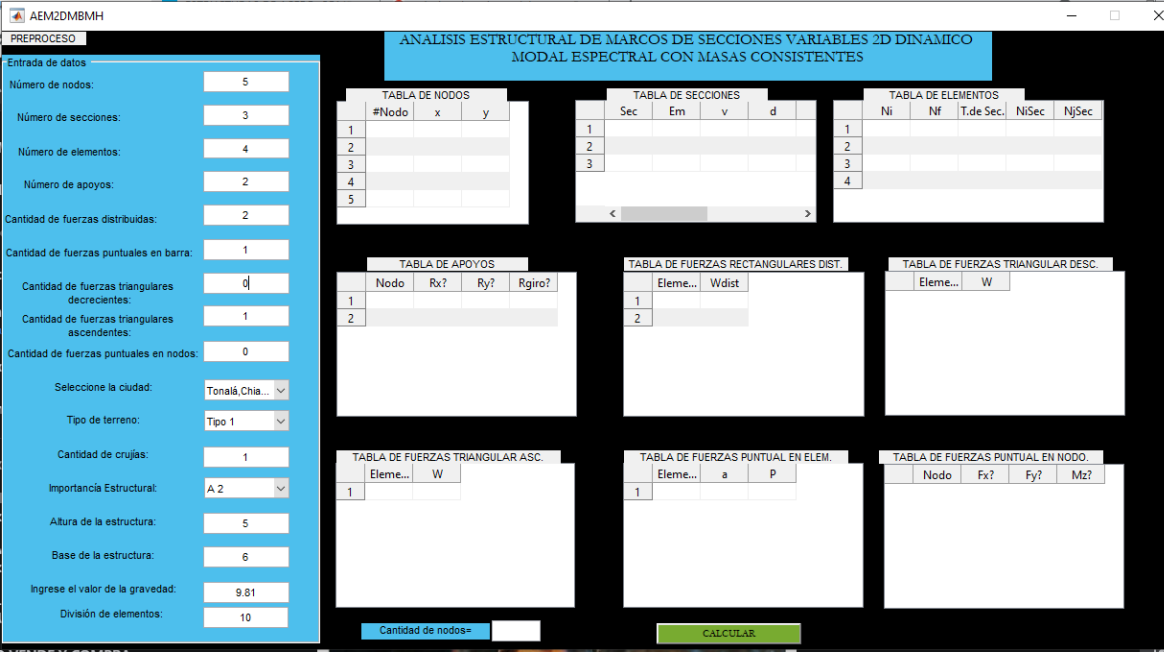 AEM2DMBMH
PREPROCESO
ANALISIS ESTRUCTURAL DE MARCOS DE SECCIONES VARIABLES 2D DINAMICO
MODAL ESPECTRAL CON MASAS CONSISTENTES
Entrada de datos
Número de nodos: 5
Número de secciones: 3
Número de elementos: 4
Número de apoyos: 2
Cantidad de fuerzas distribuidas: 2
Cantidad de fuerzas puntuales en barra: 1
Cantidad de fuerzas triangulares
decrecientes: 0
Cantidad de fuerzas triangulares
ascendentes: 1
Cantidad de fuerzas puntuales en nodos: 0
Seleccione la ciudad: Tonalá,Chia...
Tipo de terreno: Tipo 1
Cantidad de crujías: 1
Importancía Estructural: A 2
Altura de la estructura: 5
Base de la estructura: 6
Ingrese el valor de la gravedad: 9.81
División de elementos: 10
TABLA DE NODOS
#Nodo x y
1
2
3
4
5
TABLA DE SECCIONES
Sec Em v d
1
2
3
TABLA DE ELEMENTOS
Ni Nf T.de Sec. NiSec NjSec
1
2
3
4
TABLA DE APOYOS
Nodo Rx? Ry? Rgiro?
1
2
TABLA DE FUERZAS RECTANGULARES DIST.
Eleme... Wdist
1
2
TABLA DE FUERZAS TRIANGULAR DESC.
Eleme... W
TABLA DE FUERZAS TRIANGULAR ASC.
Eleme... W
1
TABLA DE FUERZAS PUNTUAL EN ELEM.
Eleme... a P
1
TABLA DE FUERZAS PUNTUAL EN NODO.
Nodo Fx? Fy? Mz?
Cantidad de nodos=
CALCULAR